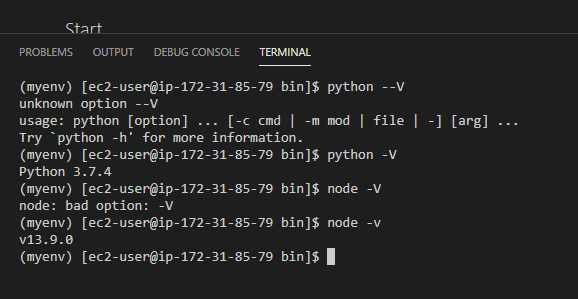 Start
PROBLEMS OUTPUT DEBUG CONSOLE TERMINAL
(myenv) [ec2-user@ip-172-31-85-79 bin]$ python --V
unknown option --V
usage: python [option] ... [-c cmd | -m mod | file | -] [arg] ...
Try `python -h' for more information.
(myenv) [ec2-user@ip-172-31-85-79 bin]$ python -V
Python 3.7.4
(myenv) [ec2-user@ip-172-31-85-79 bin]$ node -V
node: bad option: -V
(myenv) [ec2-user@ip-172-31-85-79 bin]$ node -v
v13.9.0
(myenv) [ec2-user@ip-172-31-85-79 bin]$